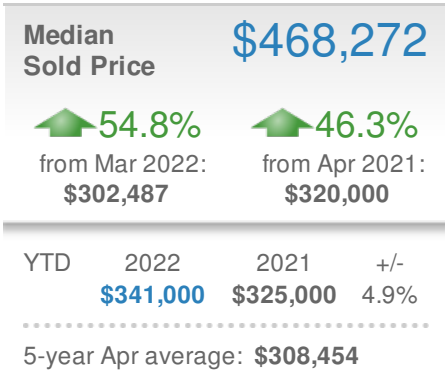 Median $468,272
Sold Price
54.8% 46.3%
from Mar 2022: from Apr 2021:
$302,487 $320,000
YTD 2022 2021 +/-
$341,000 $325,000 4.9%
5-year Apr average: $308,454